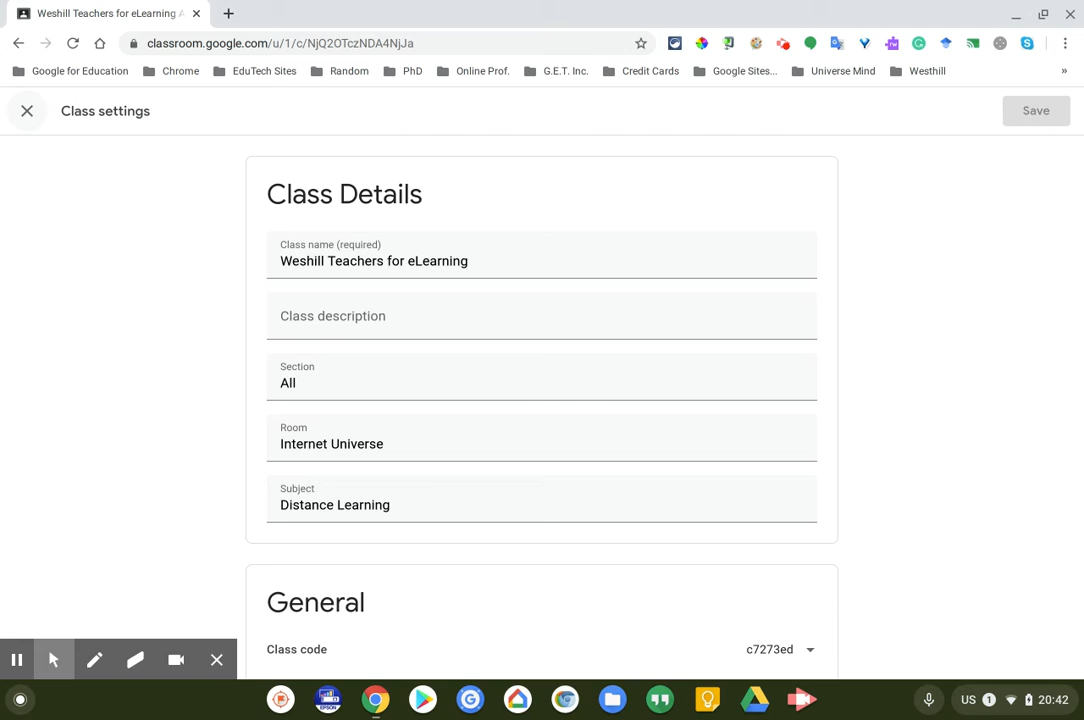 Weshill Teachers for eLearning A
classroom.google.com/u/1/c/NjQ2OTczNDA4NjJa
Google for Education
Chrome
EduTech Sites
Random
PhD
Online Prof.
G.E.T. Inc.
Credit Cards
Google Sites...
Universe Mind
Westhill
»
Class settings
Save
Class Details
Class name (required)
Weshill Teachers for eLearning
Class description
Section
All
Room
Internet Universe
Subject
Distance Learning
General
Class code
c7273ed
US 1 20:42